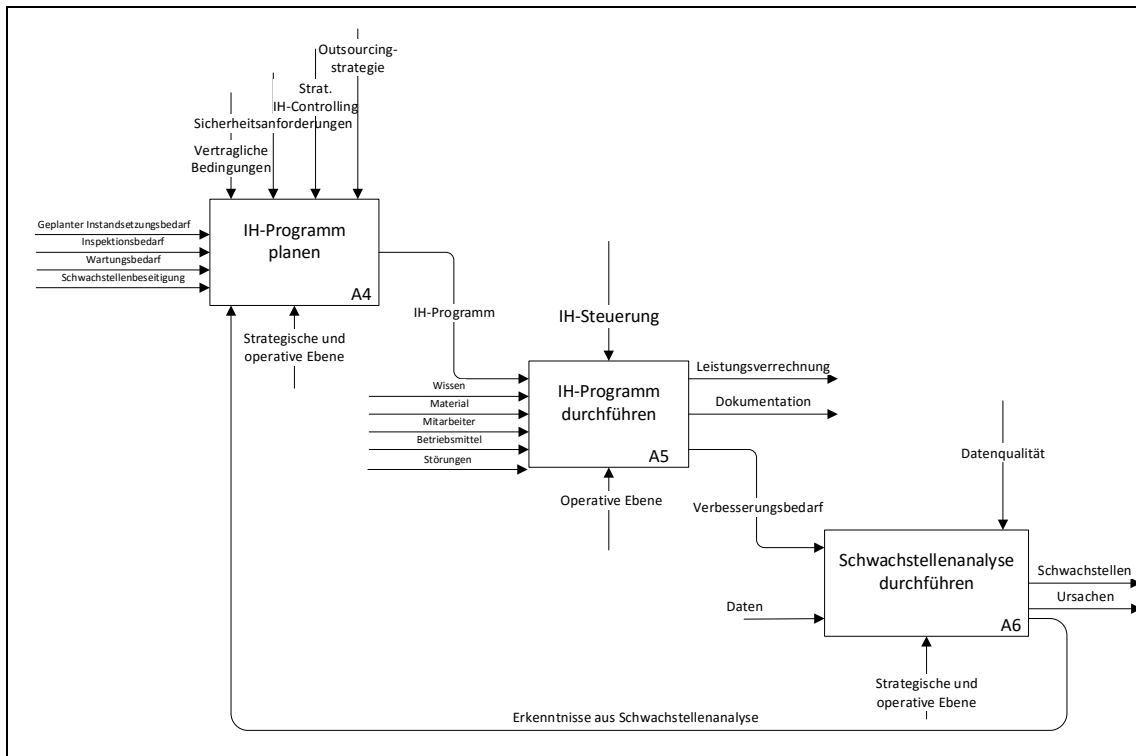 Outsourcing-
strategie
Strat.
IH-Controlling
Sicherheitsanforderungen
Vertragliche
Bedingungen
Geplanter Instandsetzungsbedarf
Inspektionsbedarf
Wartungsbedarf
Schwachstellenbeseitigung
IH-Programm
planen
A4
Strategische und
operative Ebene
IH-Programm
IH-Steuerung
Wissen
Material
Mitarbeiter
Betriebsmittel
Störungen
IH-Programm
durchführen
A5
Leistungsverrechnung
Dokumentation
Operative Ebene
Verbesserungsbedarf
Datenqualität
Daten
Schwachstellenanalyse
durchführen
A6
Schwachstellen
Ursachen
Strategische und
operative Ebene
Erkenntnisse aus Schwachstellenanalyse